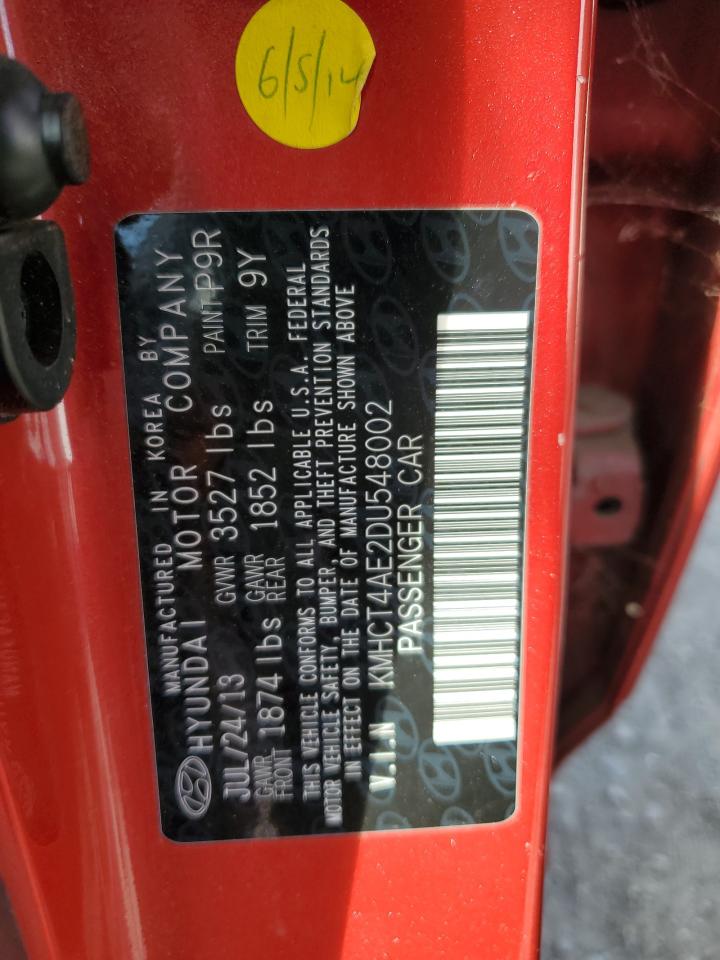 6/5/14
MANUFACTURED IN KOREA BY
HYUNDAI MOTOR COMPANY
JUL/24/13 GVWR 3527 lbs PAINT P9R
GAWR FRONT 1874 lbs GAWR REAR 1852 lbs TRIM 9Y
THIS VEHICLE CONFORMS TO ALL APPLICABLE U.S.A. FEDERAL
MOTOR VEHICLE SAFETY, BUMPER, AND THEFT PREVENTION STANDARDS
IN EFFECT ON THE DATE OF MANUFACTURE SHOWN ABOVE
V.I.N KMHCT4AE2DU548002
PASSENGER CAR